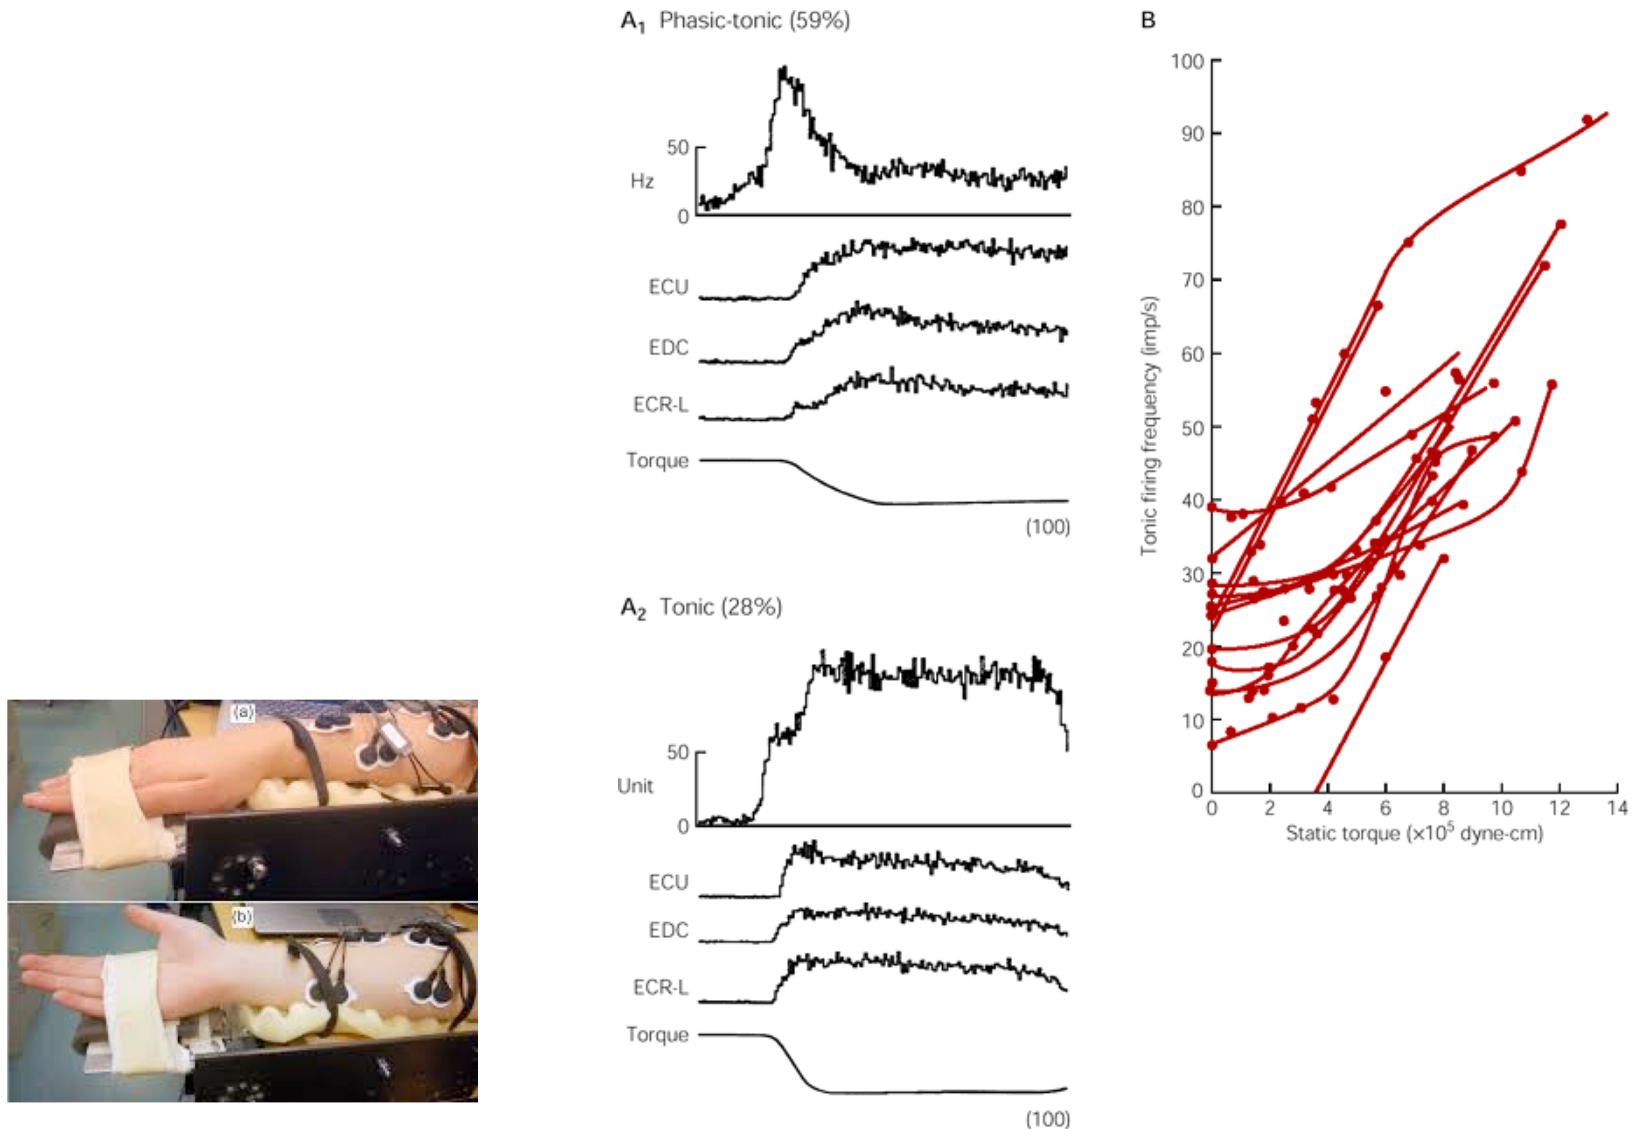 A1 Phasic-tonic (59%)
50
Hz
0
ECU
EDC
ECR-L
Torque
(100)
A2 Tonic (28%)
50
Unit
0
ECU
EDC
ECR-L
Torque
(100)
B
100
90
80
70
60
50
40
30
20
10
0
Tonic firing frequency (imp/s)
0 2 4 6 8 10 12 14
Static torque (×10⁵ dyne-cm)
(a)
(b)